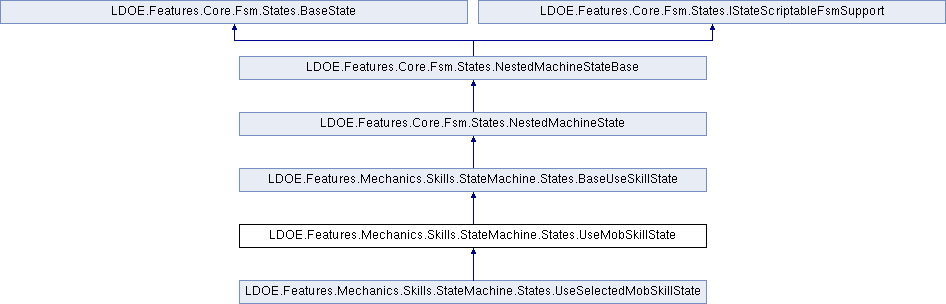 LDOE.Features.Core.Fsm.States.BaseState
LDOE.Features.Core.Fsm.States.IStateScriptableFsmSupport
LDOE.Features.Core.Fsm.States.NestedMachineStateBase
LDOE.Features.Core.Fsm.States.NestedMachineState
LDOE.Features.Mechanics.Skills.StateMachine.States.BaseUseSkillState
LDOE.Features.Mechanics.Skills.StateMachine.States.UseMobSkillState
LDOE.Features.Mechanics.Skills.StateMachine.States.UseSelectedMobSkillState